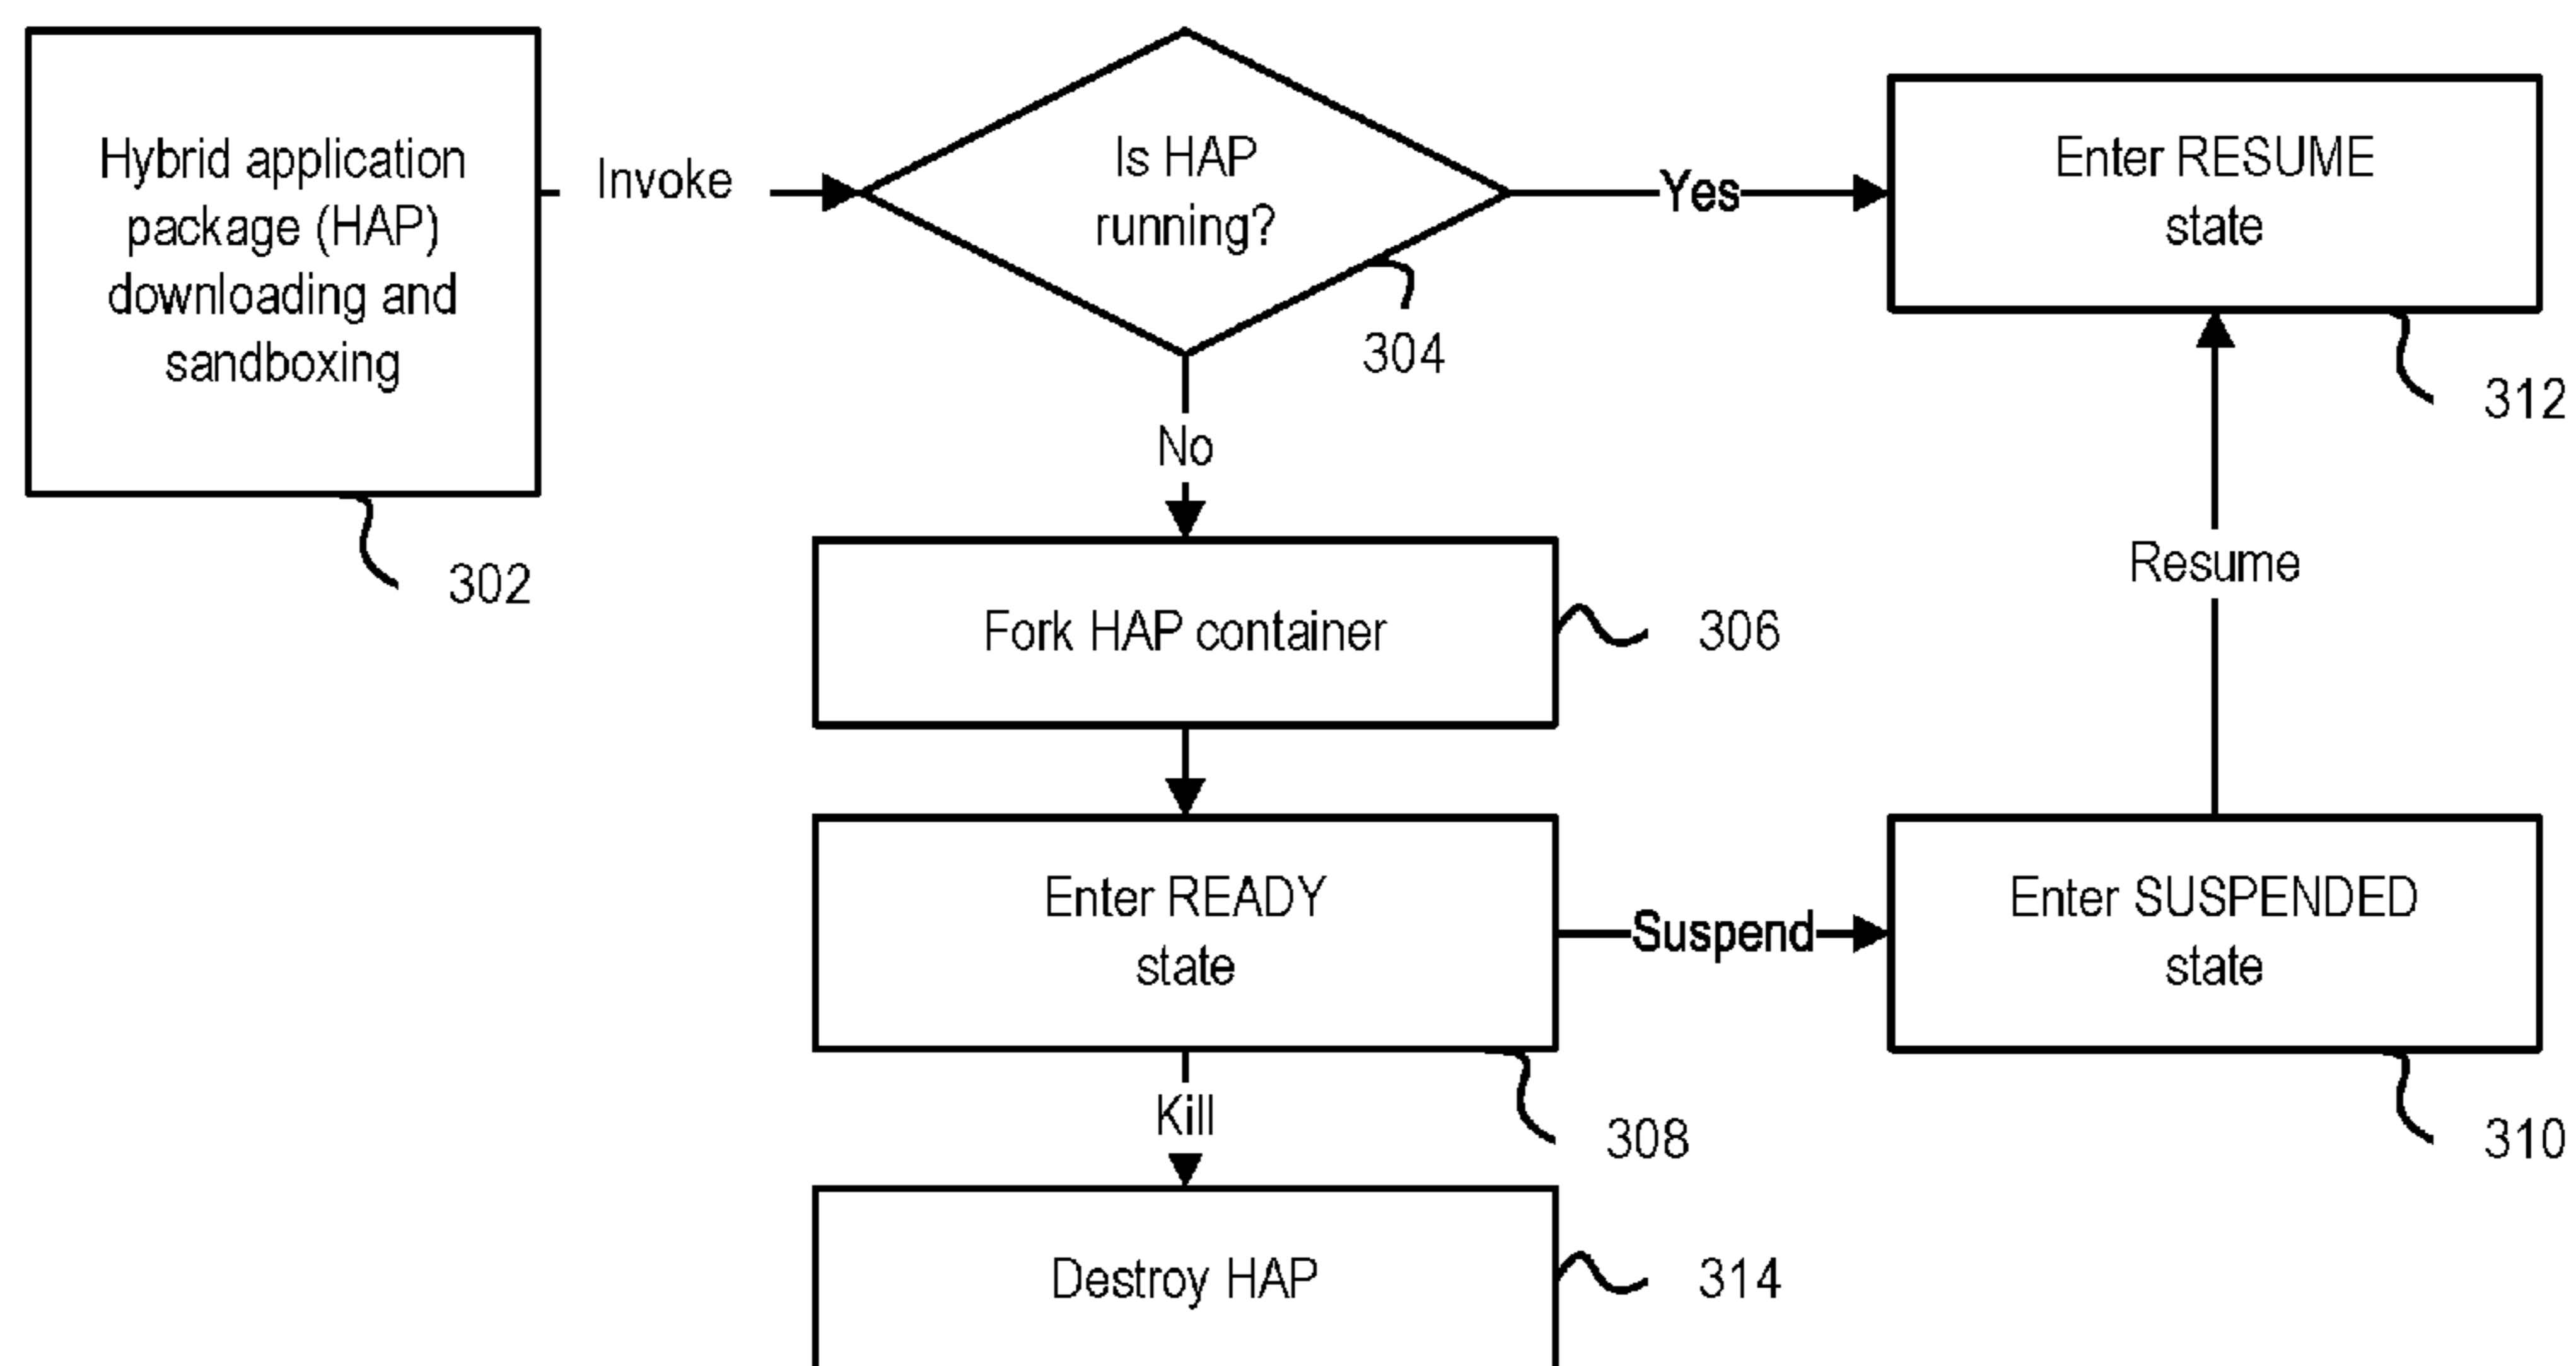 Hybrid application
package (HAP)
downloading and
sandboxing
302
Invoke
Is HAP
running?
304
Yes
Enter RESUME
state
312
No
Fork HAP container
306
Resume
Enter READY
state
308
Suspend
Enter SUSPENDED
state
310
Kill
Destroy HAP
314